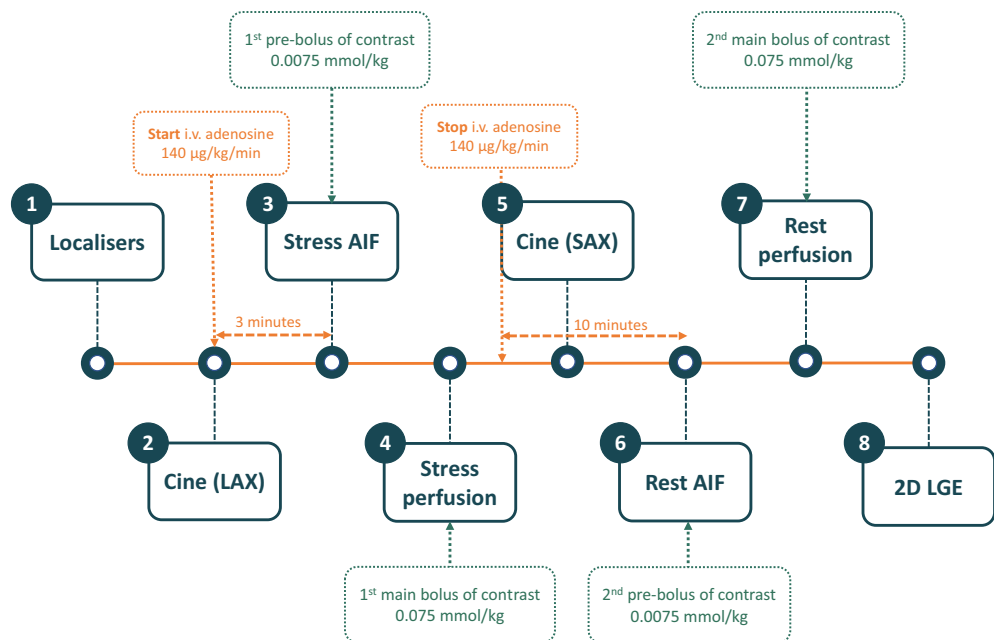 1st pre-bolus of contrast
0.0075 mmol/kg
2nd main bolus of contrast
0.075 mmol/kg
Start i.v. adenosine
140 µg/kg/min
Stop i.v. adenosine
140 µg/kg/min
1
Localisers
3
Stress AIF
5
Cine (SAX)
7
Rest
perfusion
3 minutes
10 minutes
2
Cine (LAX)
4
Stress
perfusion
6
Rest AIF
8
2D LGE
1st main bolus of contrast
0.075 mmol/kg
2nd pre-bolus of contrast
0.0075 mmol/kg